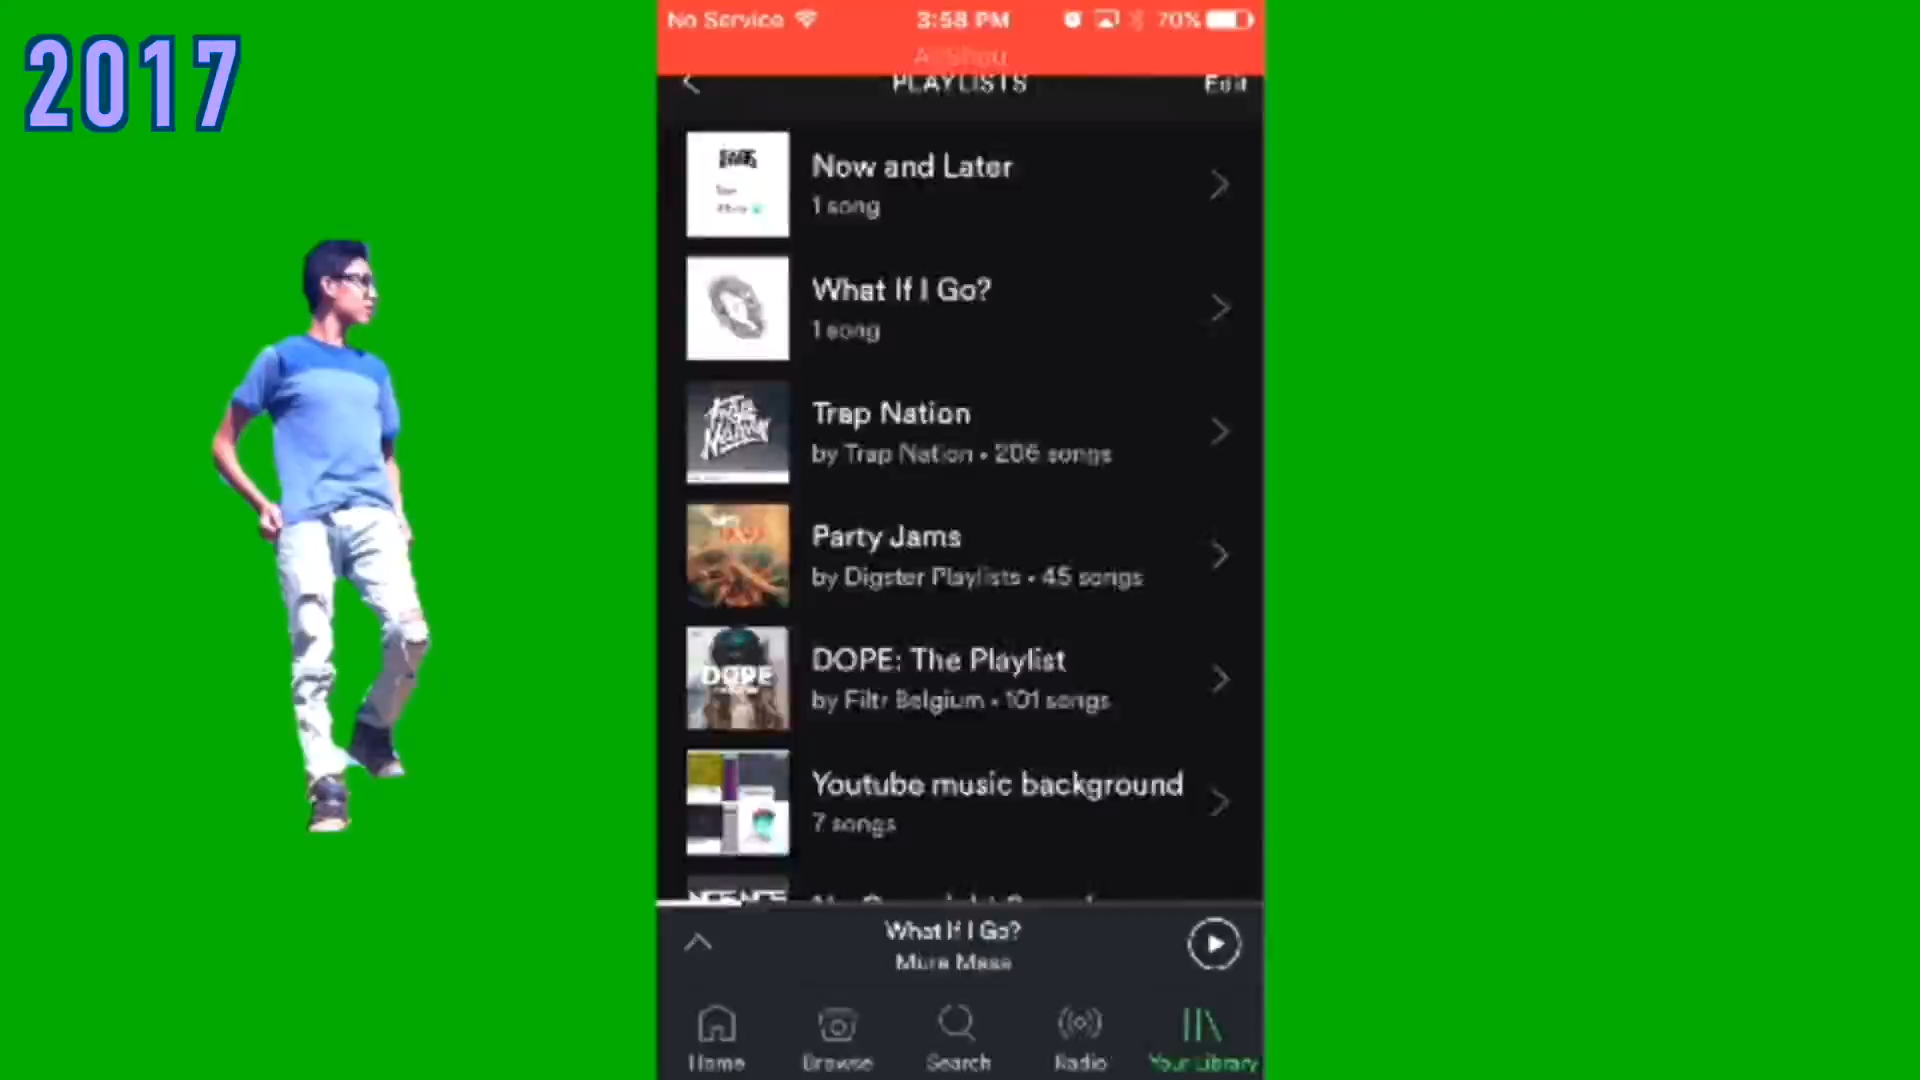 2017
No Service 3:58 PM 70%
PLAYLISTS Edit
Now and Later
1 song
What If I Go?
1 song
TRAP NATION
Trap Nation
by Trap Nation • 206 songs
Party Jams
by Digster Playlists • 45 songs
DOPE
DOPE: The Playlist
by Filtr Belgium • 101 songs
Youtube music background
7 songs
What If I Go?
Mura Masa
Home Browse Search Radio Your Library